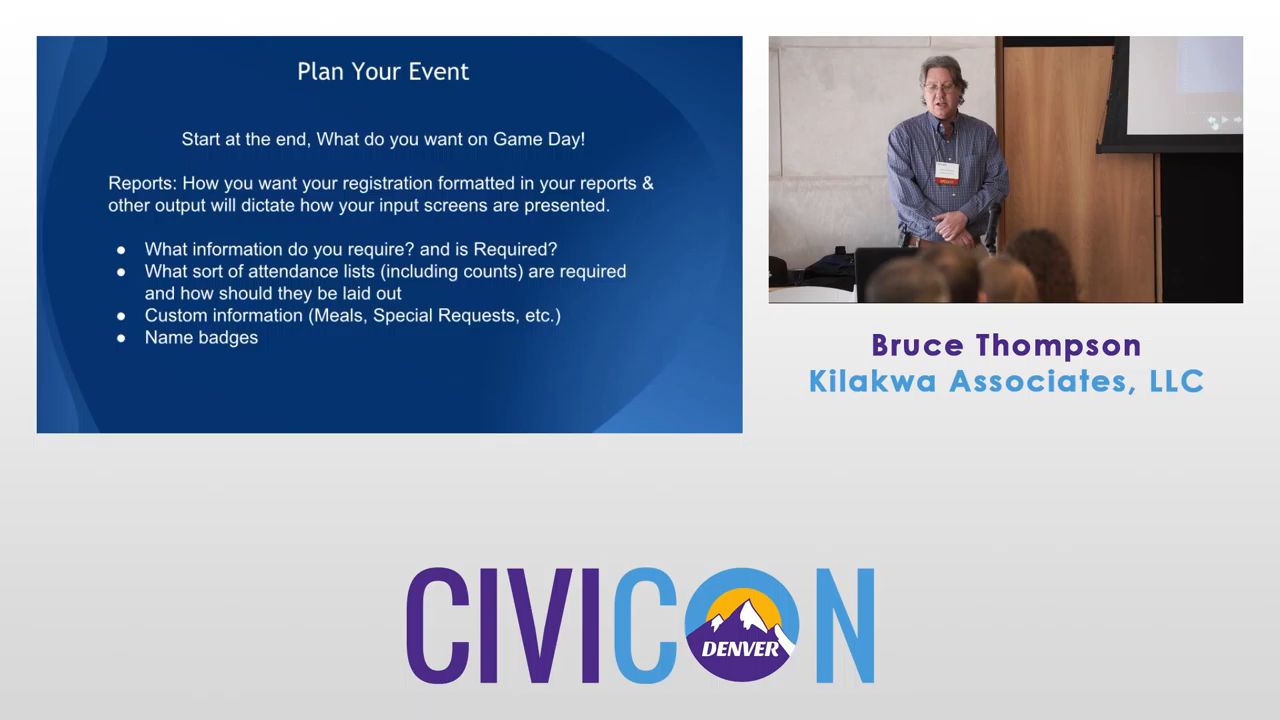 Plan Your Event
Start at the end, What do you want on Game Day!
Reports: How you want your registration formatted in your reports &
other output will dictate how your input screens are presented.
● What information do you require? and is Required?
● What sort of attendance lists (including counts) are required
and how should they be laid out
● Custom information (Meals, Special Requests, etc.)
● Name badges
Bruce Thompson
Kilakwa Associates, LLC
CIVICON
DENVER